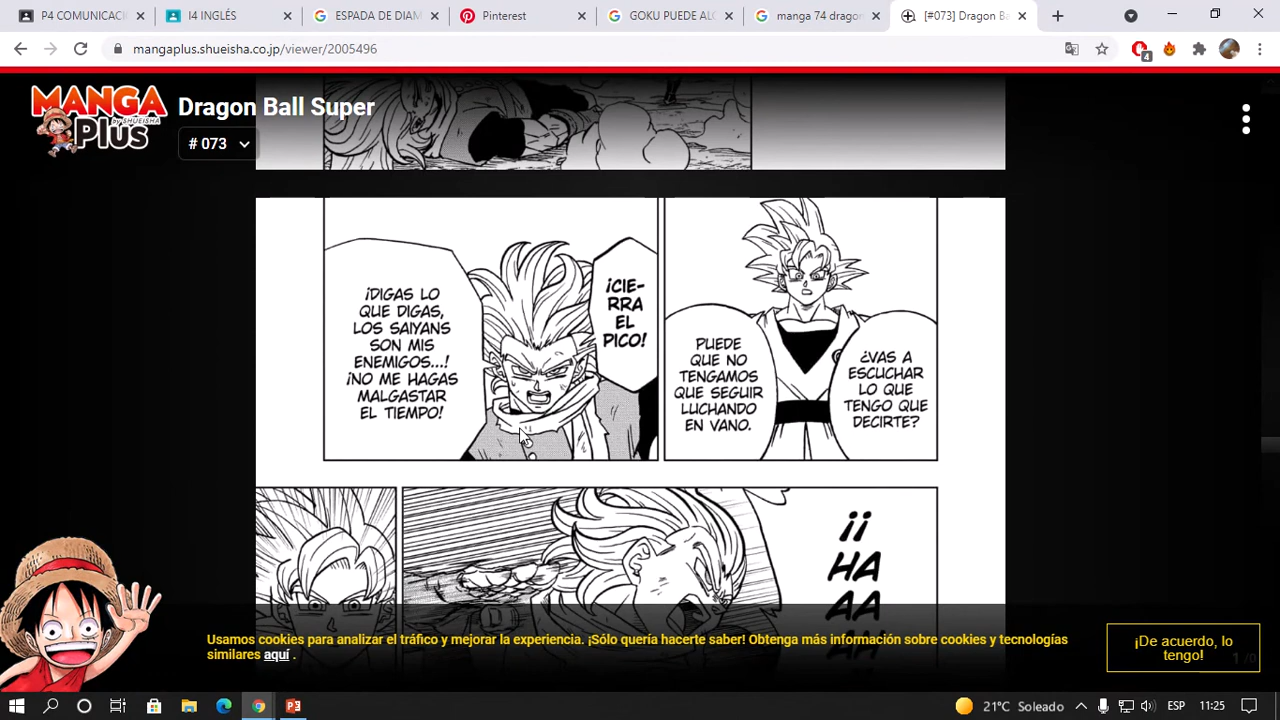 P4 COMUNICACI
I4 INGLÉS
ESPADA DE DIAM
Pinterest
GOKU PUEDE ALC
manga 74 dragon
[#073] Dragon Ba
mangaplus.shueisha.co.jp/viewer/2005496
4
MANGA
Plus
by SHUEISHA
Dragon Ball Super
# 073
¿VAS A
ESCUCHAR
LO QUE
TENGO QUE
DECIRTE?
PUEDE
QUE NO
TENGAMOS
QUE SEGUIR
LUCHANDO
EN VANO.
¡CIE-
RRA
EL
PICO!
¡DIGAS LO
QUE DIGAS,
LOS SAIYANS
SON MIS
ENEMIGOS...!
¡NO ME HAGAS
MALGASTAR
EL TIEMPO!
¡¡
HA
AA
Usamos cookies para analizar el tráfico y mejorar la experiencia. ¡Sólo quería hacerte saber! Obtenga más información sobre cookies y tecnologías
similares aquí .
¡De acuerdo, lo
tengo!
1 /0
21°C Soleado
ESP
11:25